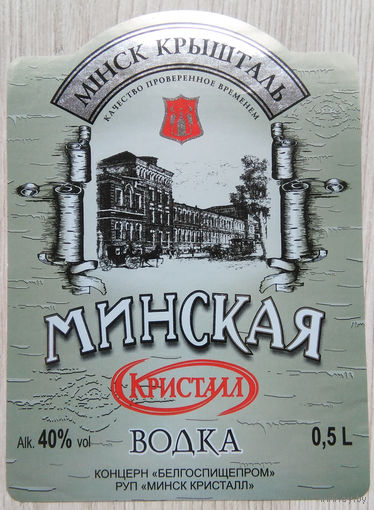 МІНСК КРЫШТАЛЬ
КАЧЕСТВО ПРОВЕРЕННОЕ ВРЕМЕНЕМ
МИНСКАЯ
КРИСТАЛЛ
ВОДКА
Alk. 40% vol
0,5 L
КОНЦЕРН «БЕЛГОСПИЩЕПРОМ»
РУП «МИНСК КРИСТАЛЛ»